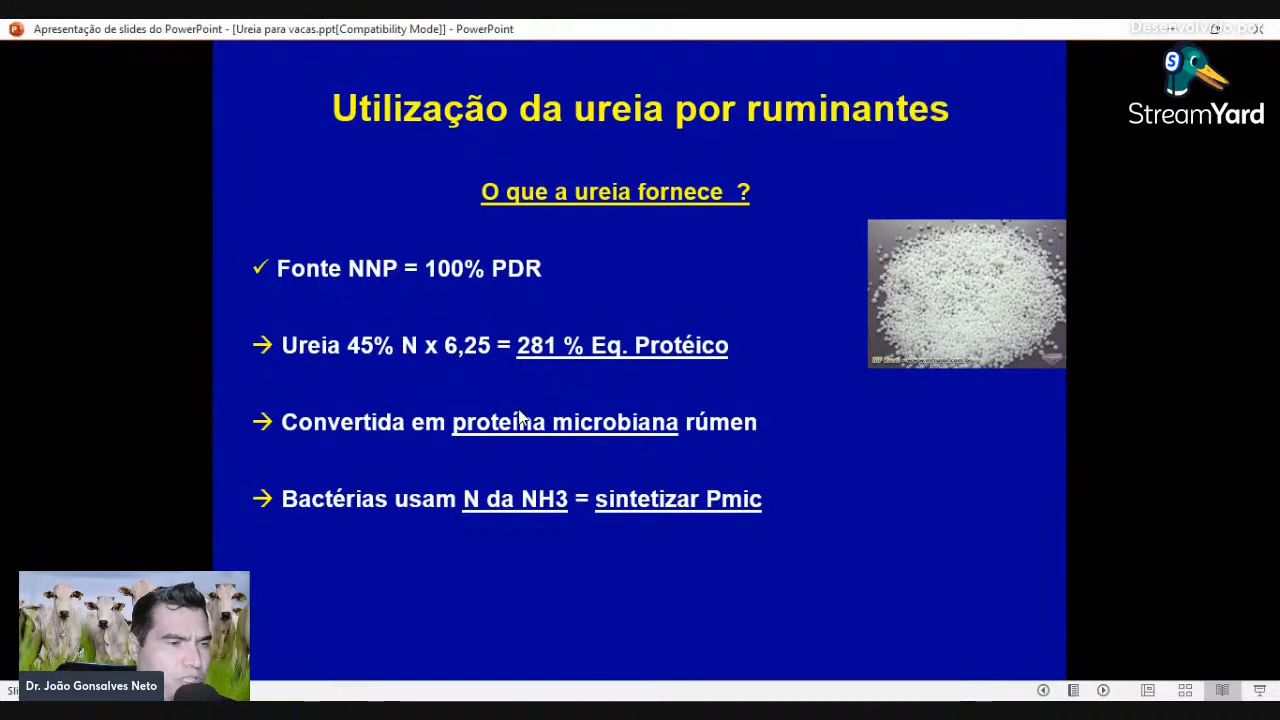 Apresentação de slides do PowerPoint - [Ureia para vacas.ppt[Compatibility Mode]] - PowerPoint
Desenvolvido por
S
StreamYard
Utilização da ureia por ruminantes
O que a ureia fornece ?
✓ Fonte NNP = 100% PDR
→ Ureia 45% N x 6,25 = 281 % Eq. Protéico
→ Convertida em proteína microbiana rúmen
→ Bactérias usam N da NH3 = sintetizar Pmic
Dr. João Gonsalves Neto